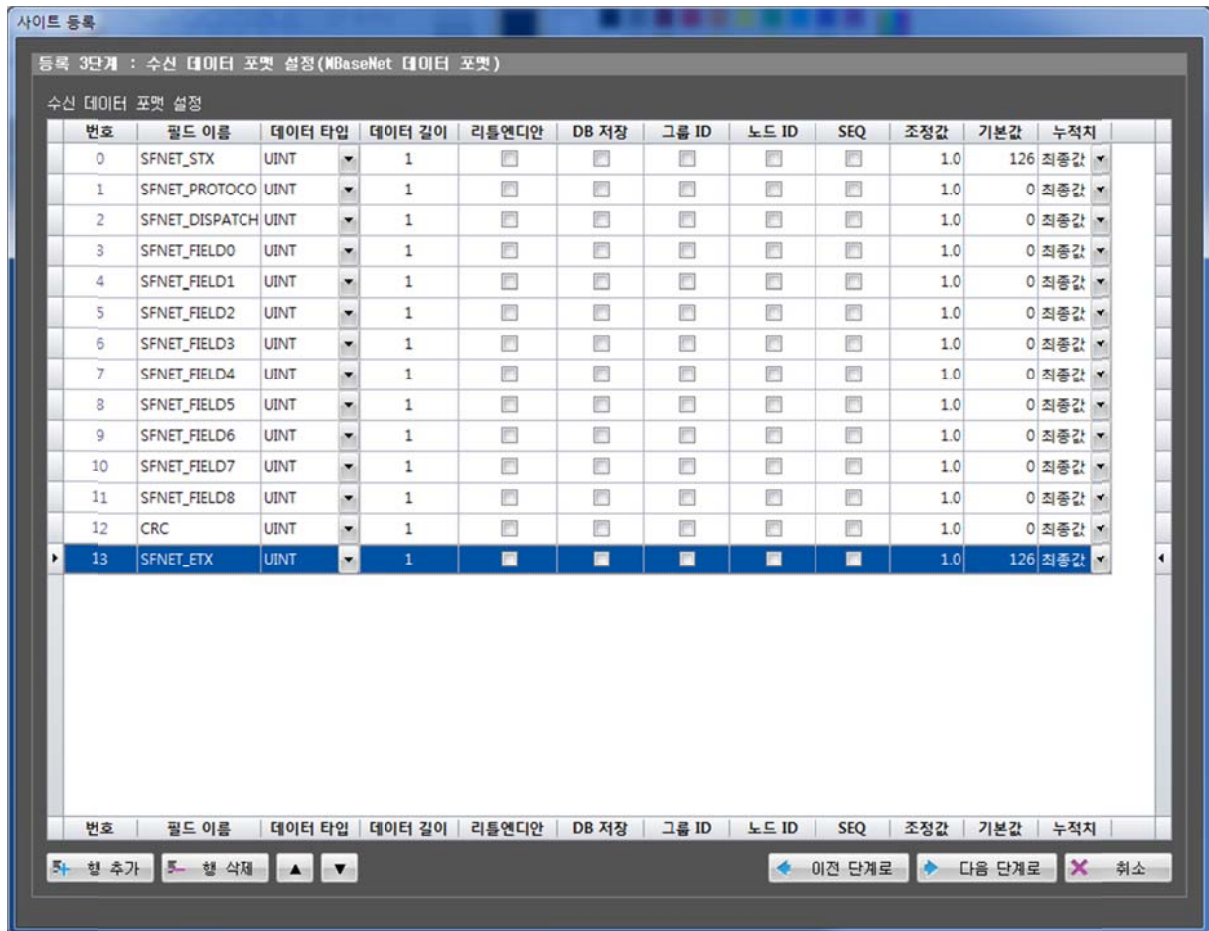 사이트 등록
등록 3단계 : 수신 데이터 포멧 설정(MBaseNet 데이터 포멧)
수신 데이터 포멧 설정
번호 필드 이름 데이터 타입 데이터 길이 리틀엔디안 DB 저장 그룹 ID 노드 ID SEQ 조정값 기본값 누적치
0 SFNET_STX UINT 1 1.0 126 최종값
1 SFNET_PROTOCO UINT 1 1.0 0 최종값
2 SFNET_DISPATCH UINT 1 1.0 0 최종값
3 SFNET_FIELD0 UINT 1 1.0 0 최종값
4 SFNET_FIELD1 UINT 1 1.0 0 최종값
5 SFNET_FIELD2 UINT 1 1.0 0 최종값
6 SFNET_FIELD3 UINT 1 1.0 0 최종값
7 SFNET_FIELD4 UINT 1 1.0 0 최종값
8 SFNET_FIELD5 UINT 1 1.0 0 최종값
9 SFNET_FIELD6 UINT 1 1.0 0 최종값
10 SFNET_FIELD7 UINT 1 1.0 0 최종값
11 SFNET_FIELD8 UINT 1 1.0 0 최종값
12 CRC UINT 1 1.0 0 최종값
13 SFNET_ETX UINT 1 1.0 126 최종값
번호 필드 이름 데이터 타입 데이터 길이 리틀엔디안 DB 저장 그룹 ID 노드 ID SEQ 조정값 기본값 누적치
행 추가 행 삭제 ▲ ▼ 이전 단계로 다음 단계로 취소